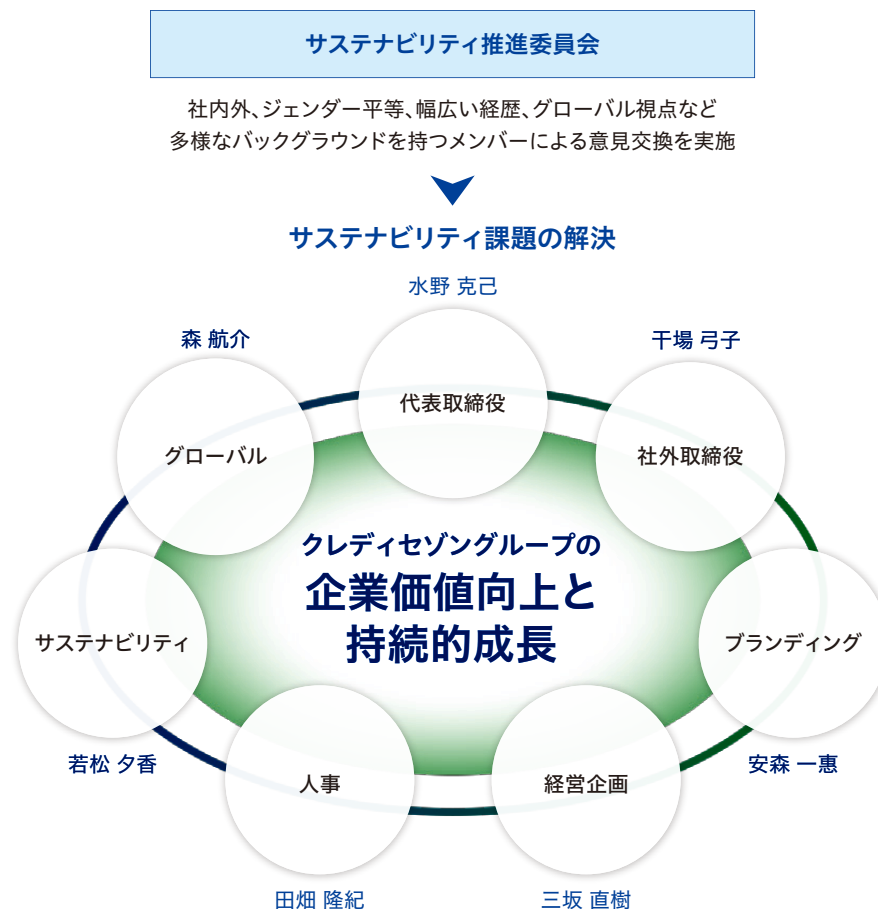 サステナビリティ推進委員会
社内外、ジェンダー平等、幅広い経歴、グローバル視点など
多様なバックグラウンドを持つメンバーによる意見交換を実施
サステナビリティ課題の解決
水野 克己
代表取締役
森 航介
グローバル
干場 弓子
社外取締役
クレディセゾングループの
企業価値向上と
持続的成長
サステナビリティ
若松 夕香
ブランディング
安森 一惠
人事
田畑 隆紀
経営企画
三坂 直樹